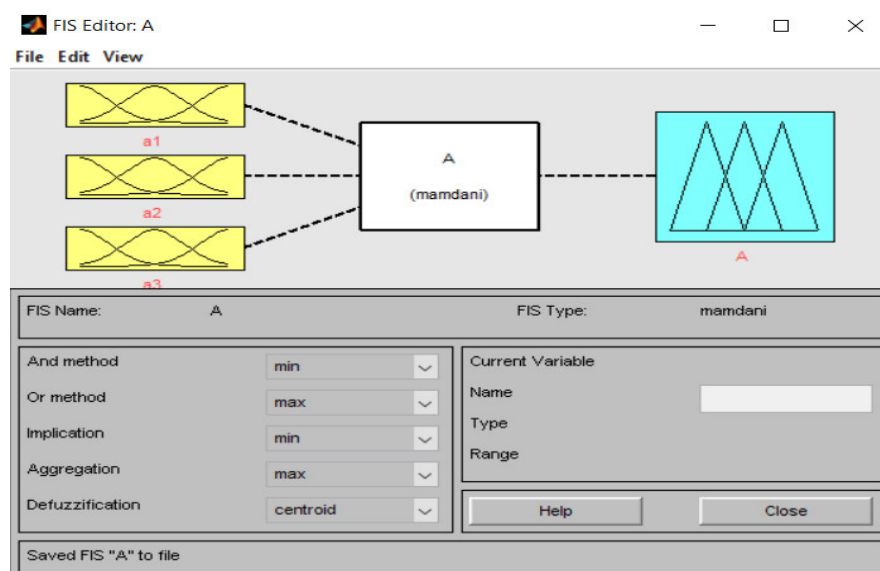 FIS Editor: A
File Edit View
a1
a2
a3
A
(mamdani)
A
FIS Name: A FIS Type: mamdani
And method min
Or method max
Implication min
Aggregation max
Defuzzification centroid
Current Variable
Name
Type
Range
Help Close
Saved FIS "A" to file